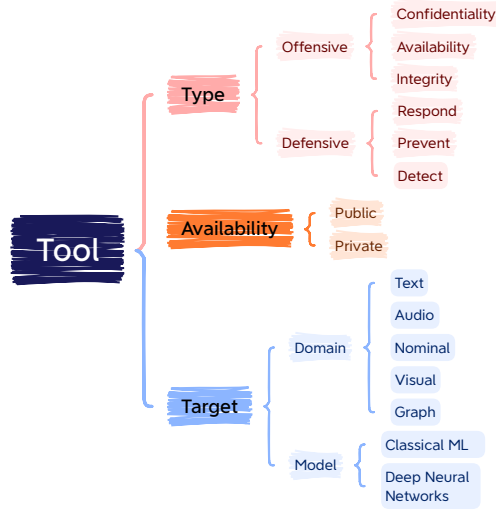 Tool
Type
Offensive
Confidentiality
Availability
Integrity
Defensive
Respond
Prevent
Detect
Availability
Public
Private
Target
Domain
Text
Audio
Nominal
Visual
Graph
Model
Classical ML
Deep Neural
Networks